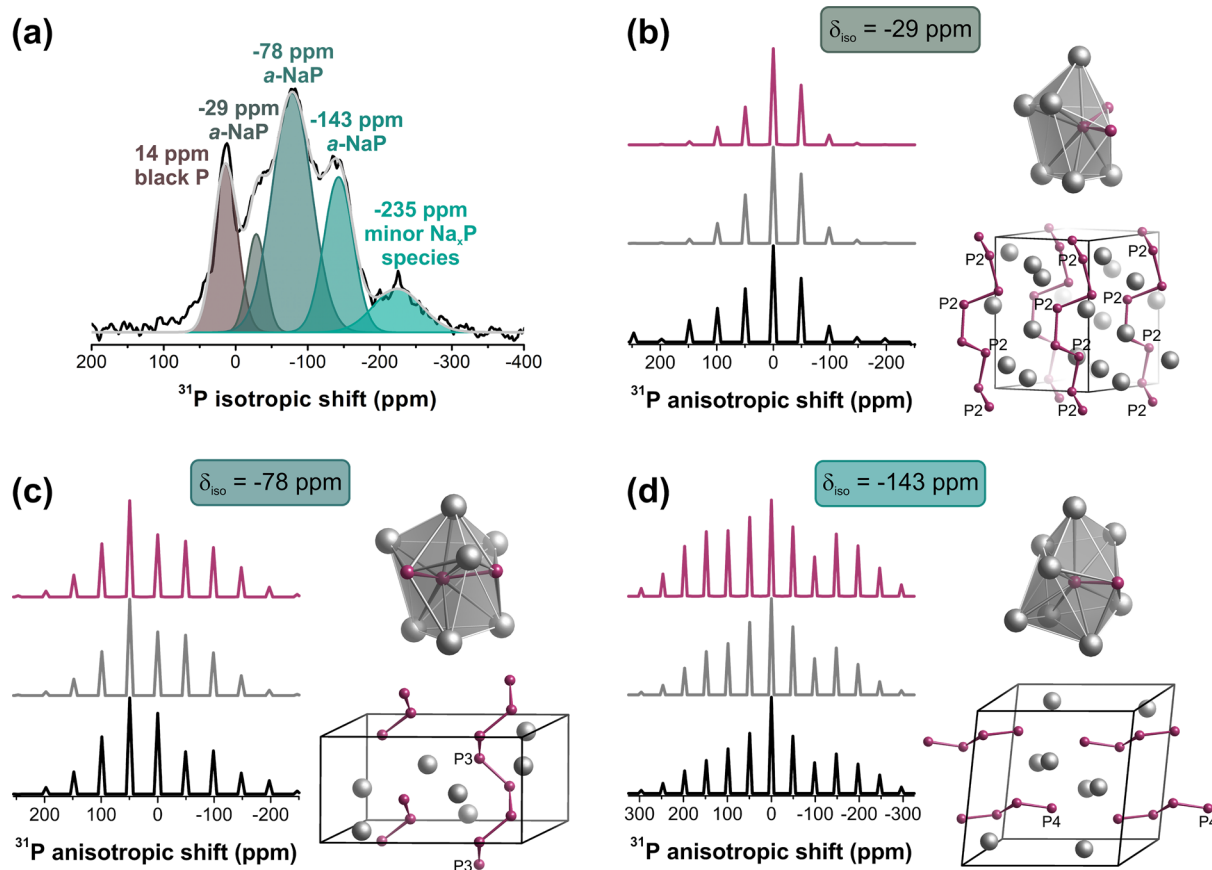 (a)
-78 ppm
a-NaP
-29 ppm
a-NaP
-143 ppm
a-NaP
14 ppm
black P
-235 ppm
minor NaxP
species
200 100 0 -100 -200 -300 -400
31P isotropic shift (ppm)
(b)
δiso = -29 ppm
P2 P2 P2
P2 P2 P2
P2 P2 P2
P2 P2 P2
200 100 0 -100 -200
31P anisotropic shift (ppm)
(c)
δiso = -78 ppm
P3
P3
200 100 0 -100 -200
31P anisotropic shift (ppm)
(d)
δiso = -143 ppm
P4 P4
300 200 100 0 -100 -200 -300
31P anisotropic shift (ppm)